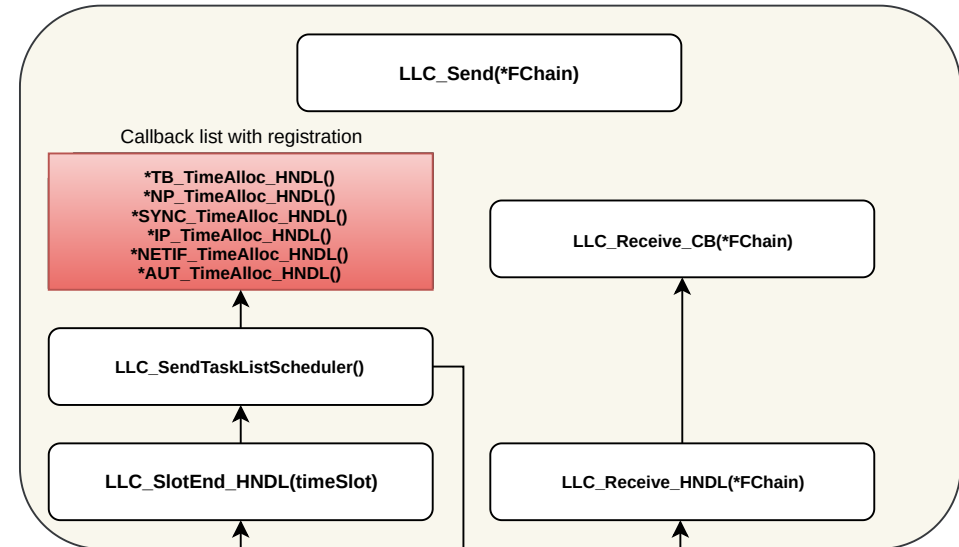 LLC_Send(*FChain)
Callback list with registration
*TB_TimeAlloc_HNDL()
*NP_TimeAlloc_HNDL()
*SYNC_TimeAlloc_HNDL()
*IP_TimeAlloc_HNDL()
*NETIF_TimeAlloc_HNDL()
*AUT_TimeAlloc_HNDL()
LLC_Receive_CB(*FChain)
LLC_SendTaskListScheduler()
LLC_SlotEnd_HNDL(timeSlot)
LLC_Receive_HNDL(*FChain)